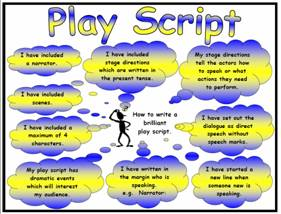 Play Script
I have included
a narrator.
I have included
stage directions
which are written in
the present tense.
My stage directions
tell the actors how
to speak or what
actions they need
to perform.
I have included
scenes.
How to write a
brilliant
play script.
I have included a
maximum of 4
characters.
I have set out the
dialogue as direct
speech without
speech marks.
My play script has
dramatic events
which will interest
my audience.
I have written in
the margin who is
speaking.
e.g. Narrator:
I have started a
new line when
someone new is
speaking.